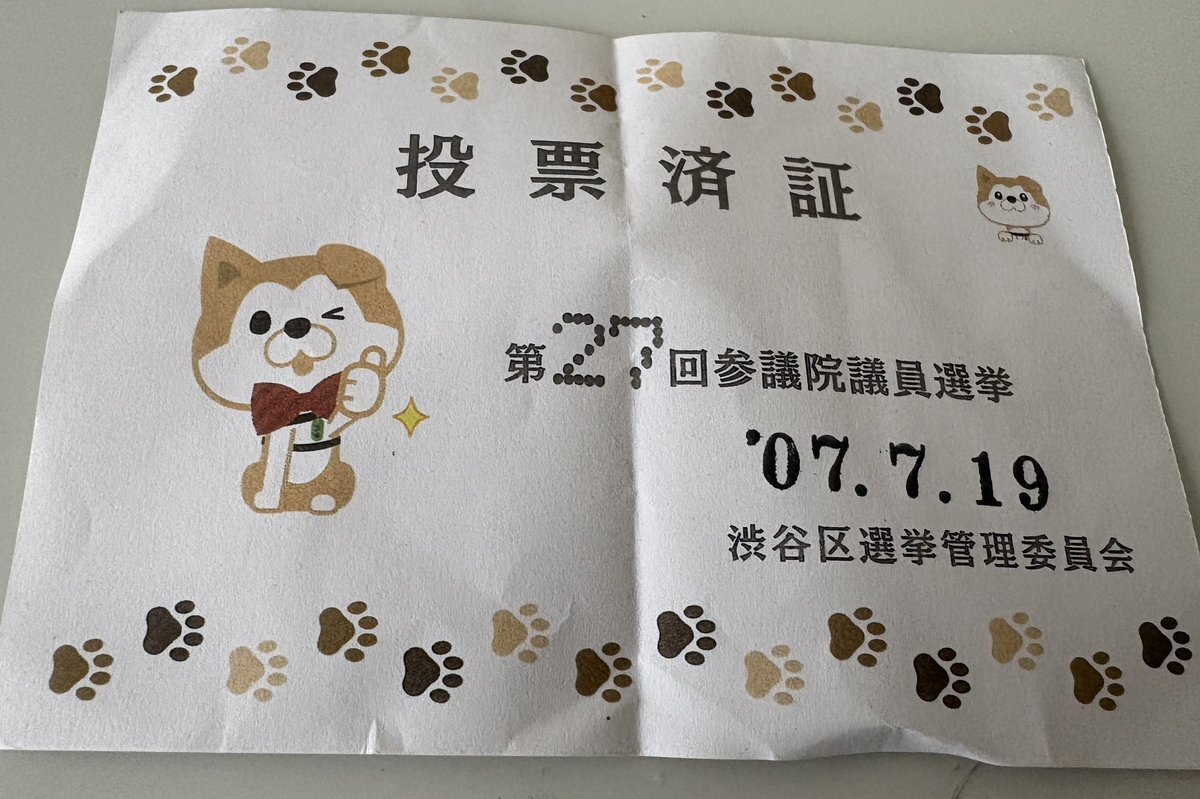 投票済証
第27回参議院議員選挙
'07.7.19
渋谷区選挙管理委員会